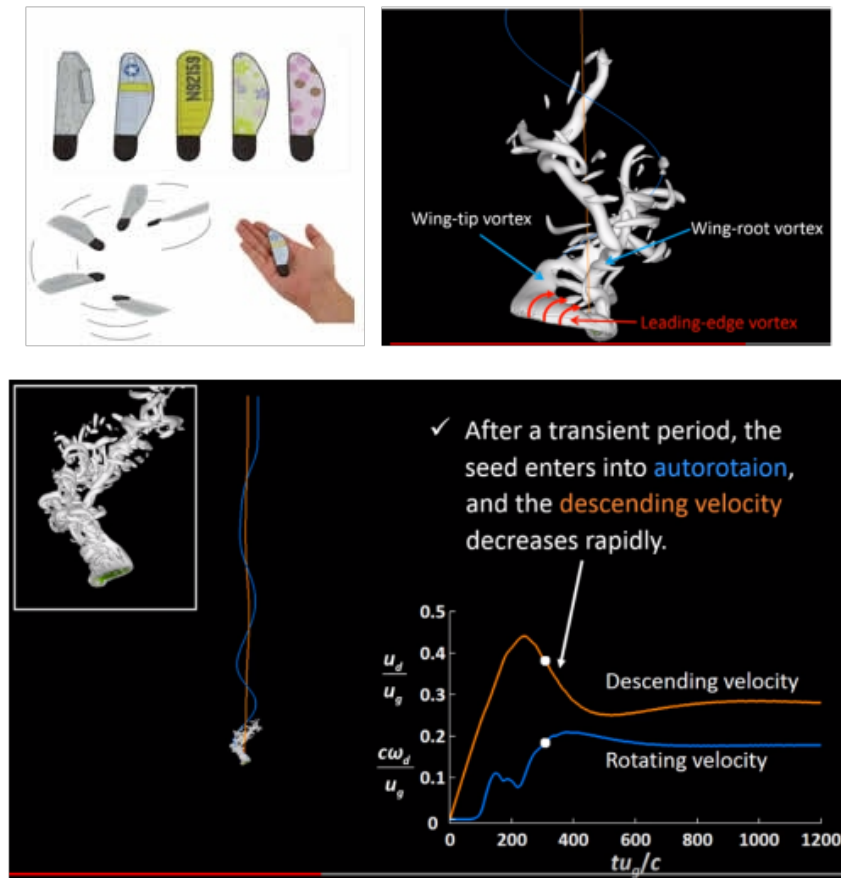 N92159
Wing-tip vortex
Wing-root vortex
Leading-edge vortex
✓ After a transient period, the
seed enters into autorotaion,
and the descending velocity
decreases rapidly.
0.5
0.4
0.3
0.2
0.1
0
u_d/u_g
cω_d/u_g
Descending velocity
Rotating velocity
0 200 400 600 800 1000 1200
tu_g/c